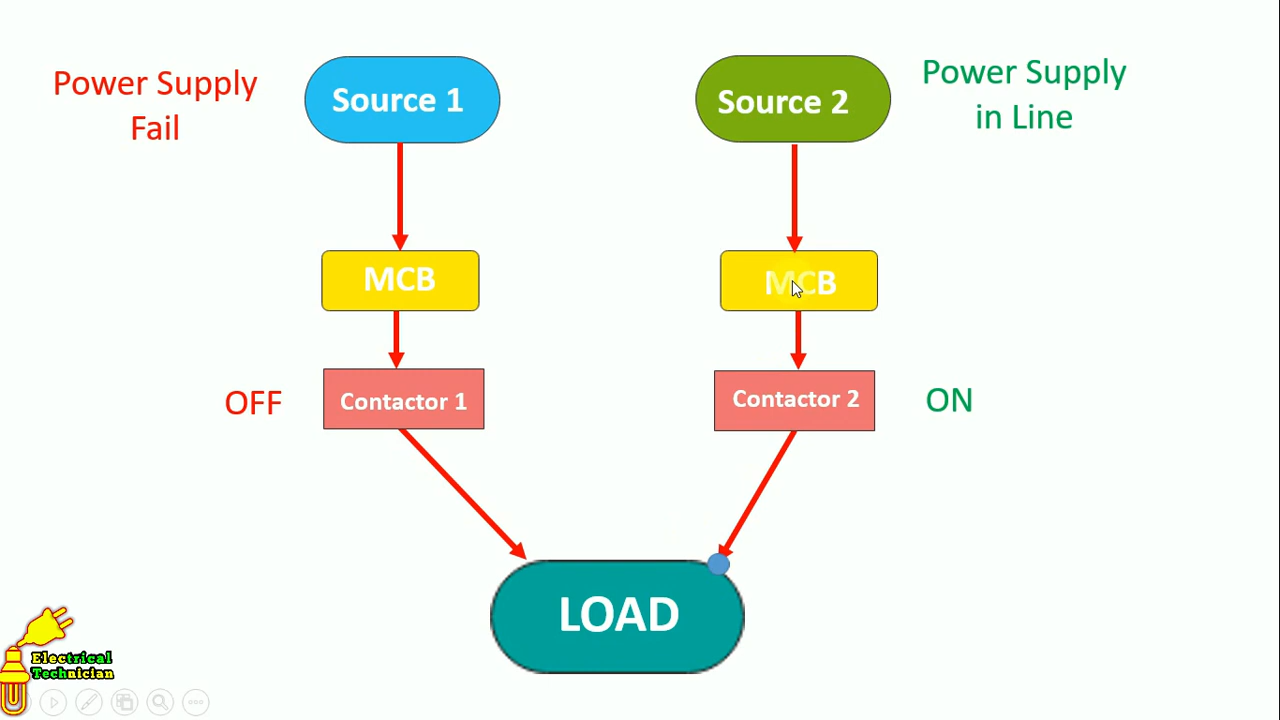 Power Supply
Fail
Source 1
Source 2
Power Supply
in Line
MCB
MCB
OFF
Contactor 1
Contactor 2
ON
LOAD
Electrical
Technician